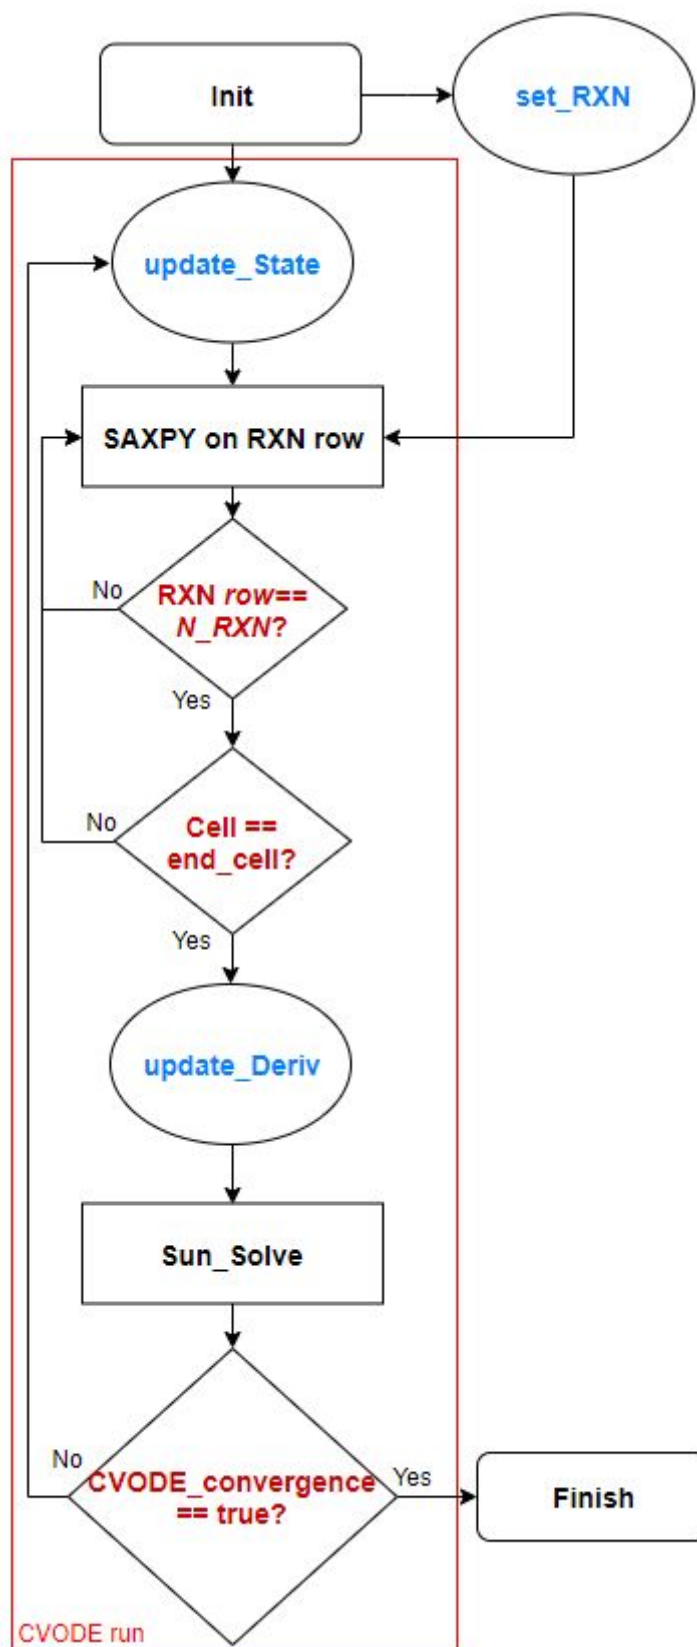 Init
set_RXN
update_State
SAXPY on RXN row
RXN row==
N_RXN?
No
Yes
Cell ==
end_cell?
No
Yes
update_Deriv
Sun_Solve
CVODE_convergence
== true?
No
Yes
Finish
CVODE run